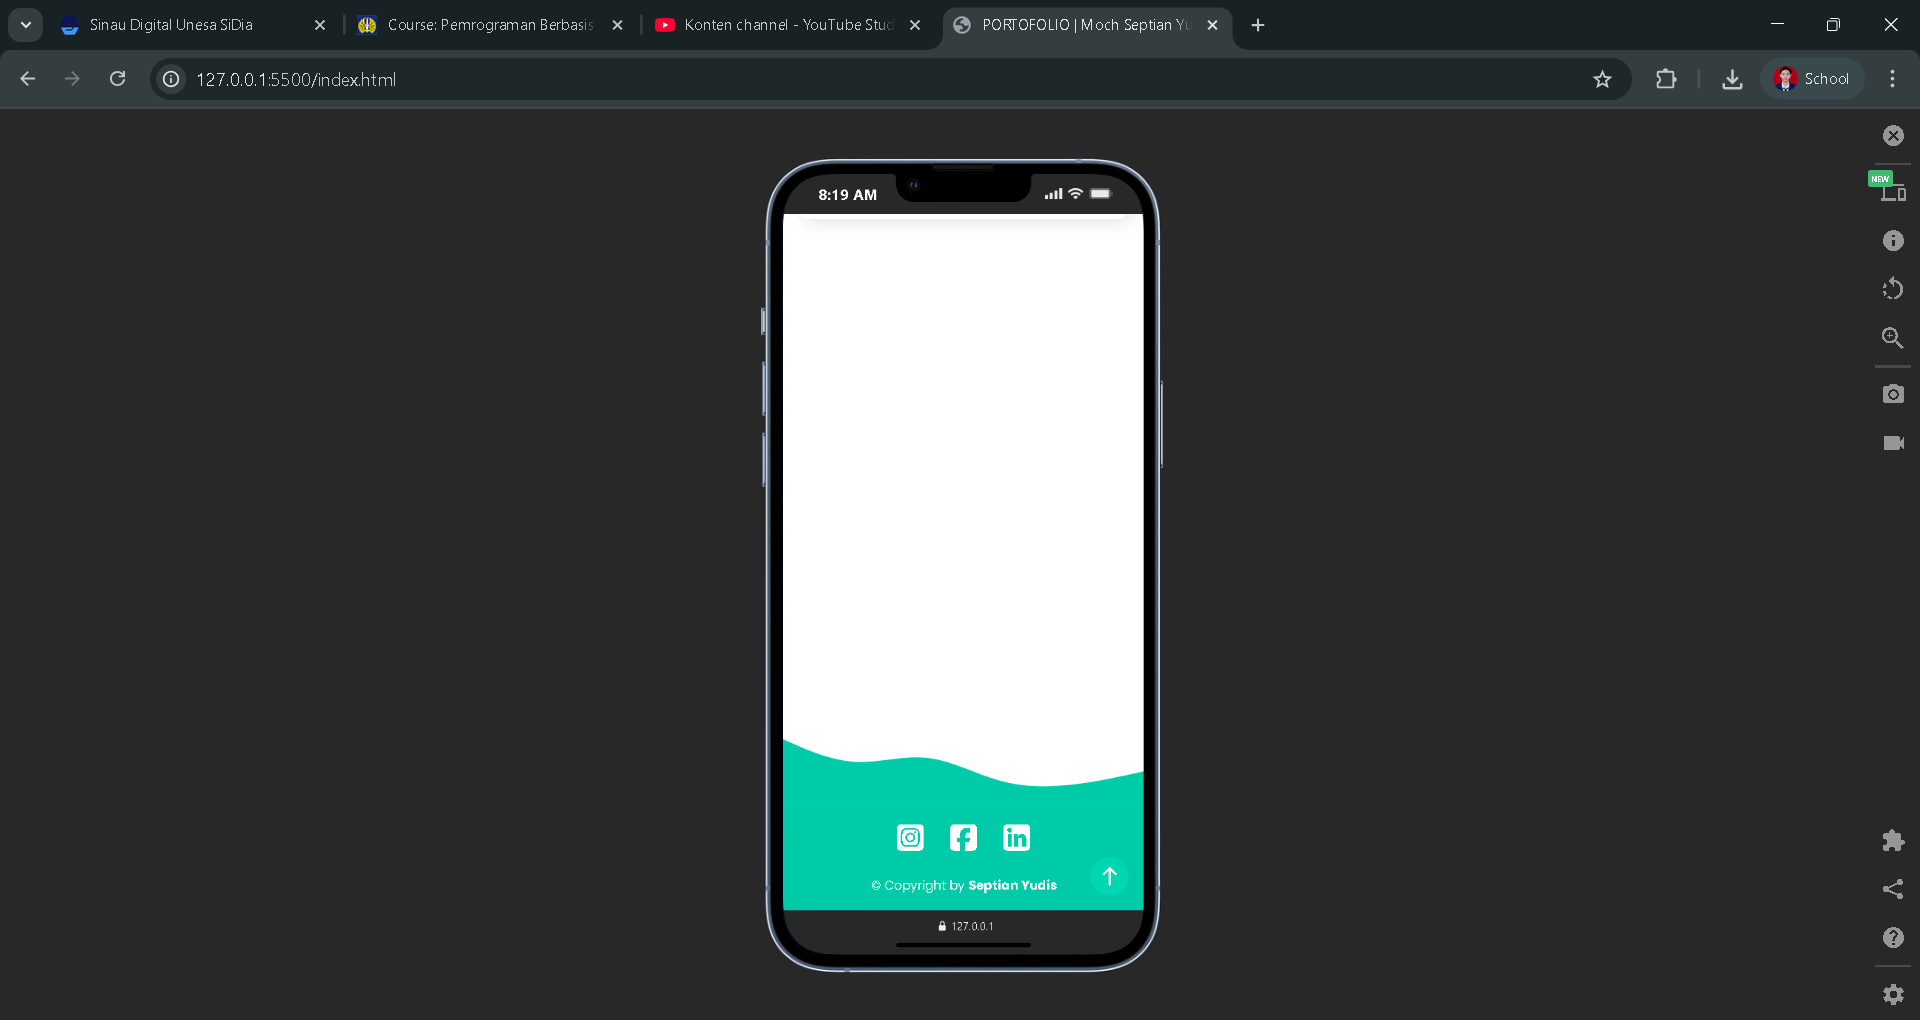 Sinau Digital Unesa SiDia
Course: Pemrograman Berbasis
Konten channel - YouTube Stud
PORTOFOLIO | Moch Septian Yu
127.0.0.1:5500/index.html
School
NEW
8:19 AM
© Copyright by Septian Yudis
127.0.0.1